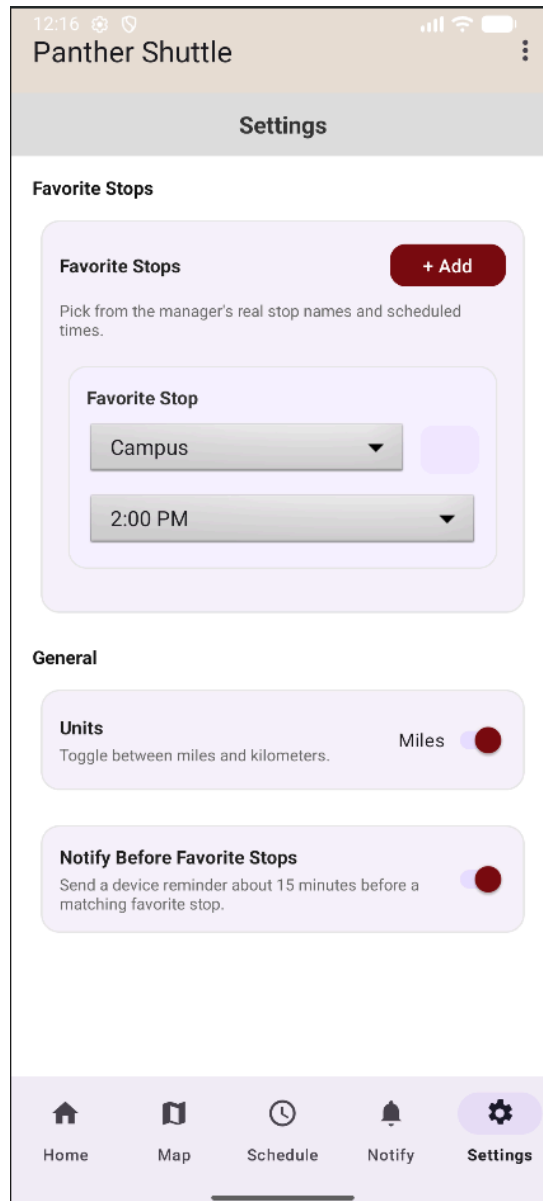 12:16
Panther Shuttle
Settings
Favorite Stops
Favorite Stops
+ Add
Pick from the manager's real stop names and scheduled
times.
Favorite Stop
Campus
2:00 PM
General
Units
Toggle between miles and kilometers.
Miles
Notify Before Favorite Stops
Send a device reminder about 15 minutes before a
matching favorite stop.
Home
Map
Schedule
Notify
Settings